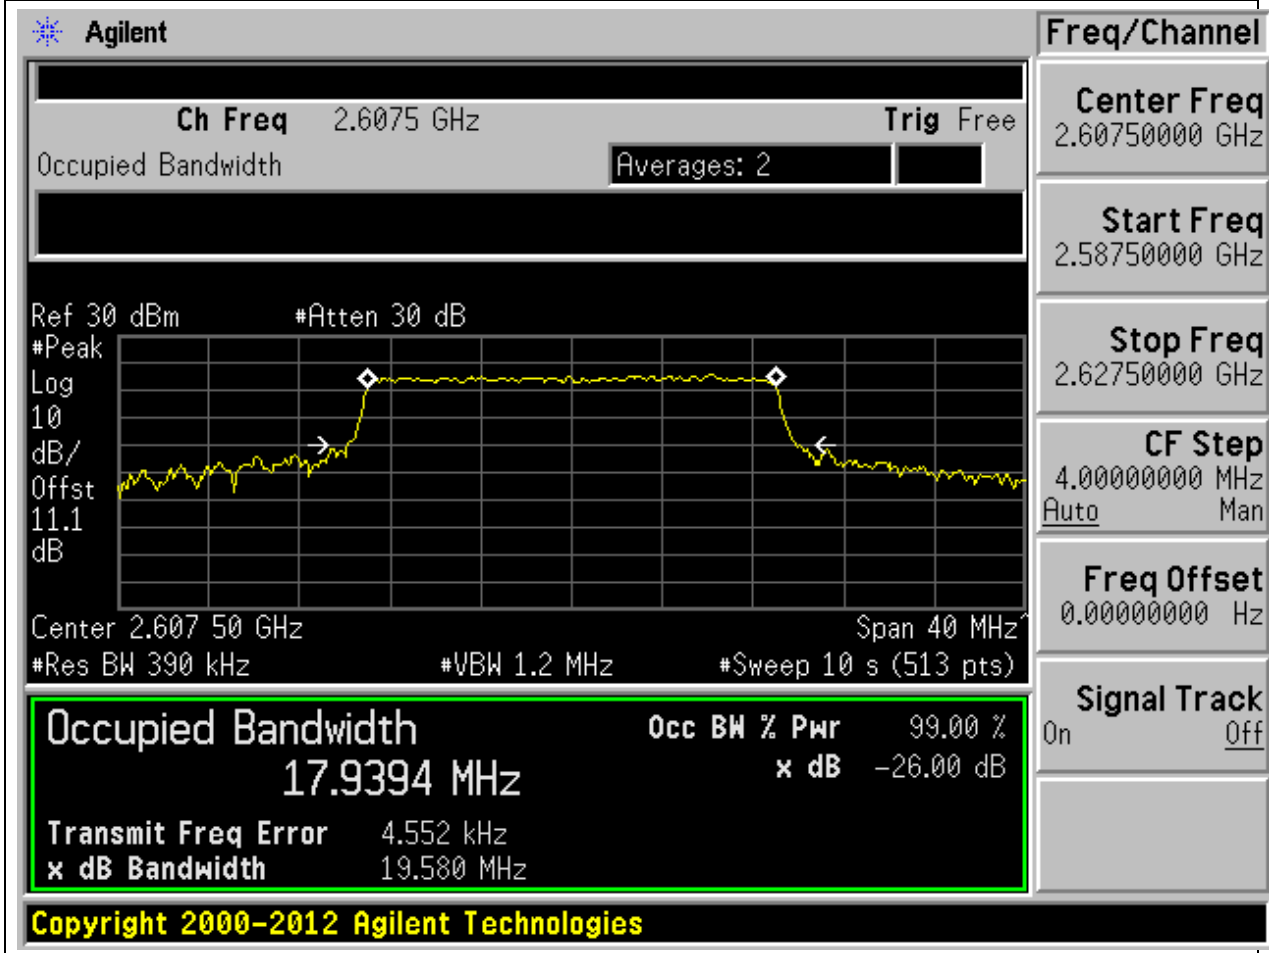 Agilent
Freq/Channel
Ch Freq 2.6075 GHz Trig Free
Occupied Bandwidth Averages: 2
Center Freq
2.60750000 GHz
Start Freq
2.58750000 GHz
Stop Freq
2.62750000 GHz
CF Step
4.00000000 MHz
Auto Man
Freq Offset
0.00000000 Hz
Signal Track
On Off
Ref 30 dBm #Atten 30 dB
#Peak
Log
10
dB/
Offst
11.1
dB
Center 2.607 50 GHz Span 40 MHz^
#Res BW 390 kHz #VBW 1.2 MHz #Sweep 10 s (513 pts)
Occupied Bandwidth Occ BW % Pwr 99.00 %
17.9394 MHz x dB -26.00 dB
Transmit Freq Error 4.552 kHz
x dB Bandwidth 19.580 MHz
Copyright 2000-2012 Agilent Technologies